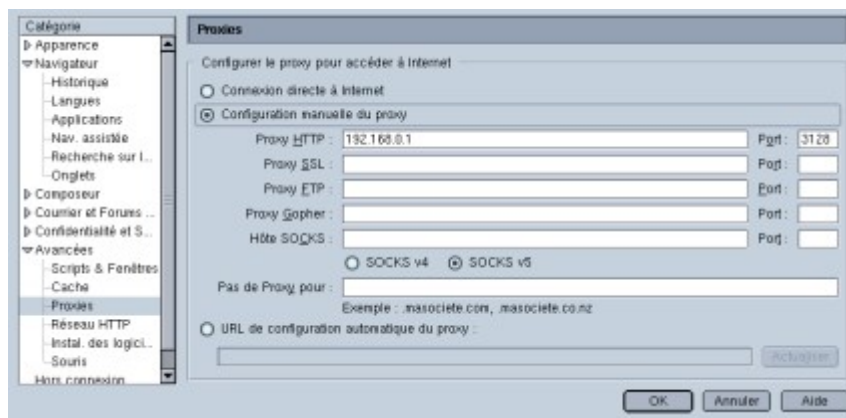 Catégorie
Apparence
Navigateur
Historique
Langues
Applications
Nav. assistée
Recherche sur l...
Onglets
Composeur
Courrier et Forums ...
Confidentialité et S...
Avancées
Scripts & Fenêtres
Cache
Proxies
Réseau HTTP
Instal. des logici...
Souris
Hors connexion
Proxies
Configurer le proxy pour accéder à Internet
Connexion directe à Internet
Configuration manuelle du proxy
Proxy HTTP : 192.168.0.1 Port : 3128
Proxy SSL : Port :
Proxy FTP : Port :
Proxy Gopher : Port :
Hôte SOCKS : Port :
SOCKS v4 SOCKS v5
Pas de Proxy pour :
Exemple : .masociete.com, .masociete.co.nz
URL de configuration automatique du proxy :
Actualiser
OK Annuler Aide